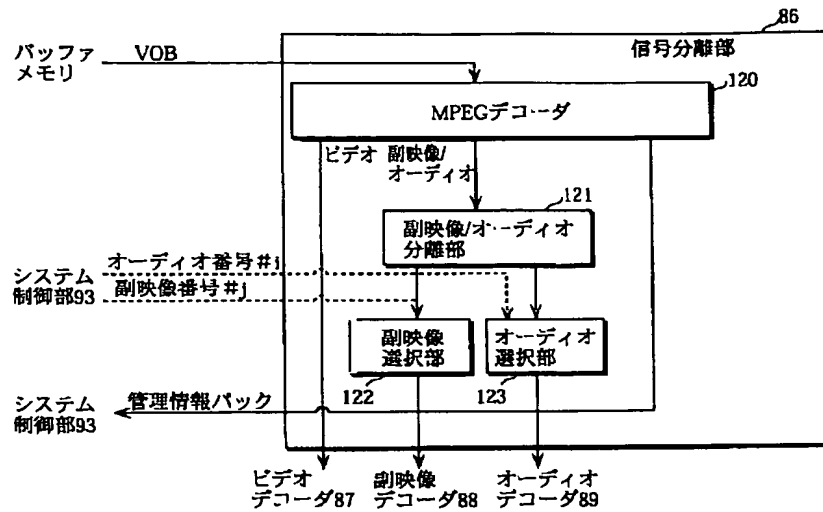 86
信号分離部
バッファ
メモリ
VOB
120
MPEGデコーダ
ビデオ
副映像/
オーディオ
121
副映像/オーディオ
分離部
オーディオ番号#i
システム
制御部93
副映像番号#j
副映像
選択部
122
オーディオ
選択部
123
システム
制御部93
管理情報パック
ビデオ
デコーダ87
副映像
デコーダ88
オーディオ
デコーダ89